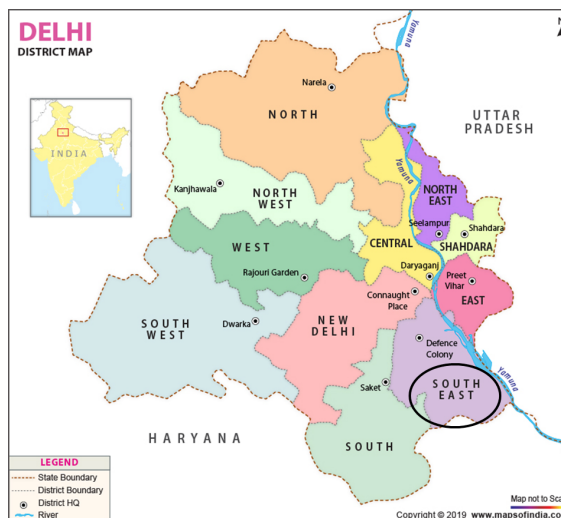 DELHI
DISTRICT MAP
Yamuna
Narela
NORTH
UTTAR
PRADESH
INDIA
Yamuna
NORTH
EAST
Kanjhawala
NORTH
WEST
Seelampur
Shahdara
SHAHDARA
WEST
CENTRAL
Rajouri Garden
Daryaganj
Preet
Vihar
EAST
Connaught
Place
SOUTH
WEST
Dwarka
NEW
DELHI
Defence
Colony
Yamuna
Saket
SOUTH
EAST
HARYANA
SOUTH
LEGEND
State Boundary
District Boundary
District HQ
River
Map not to Sca
Copyright © 2019 www.mapsofindia.co